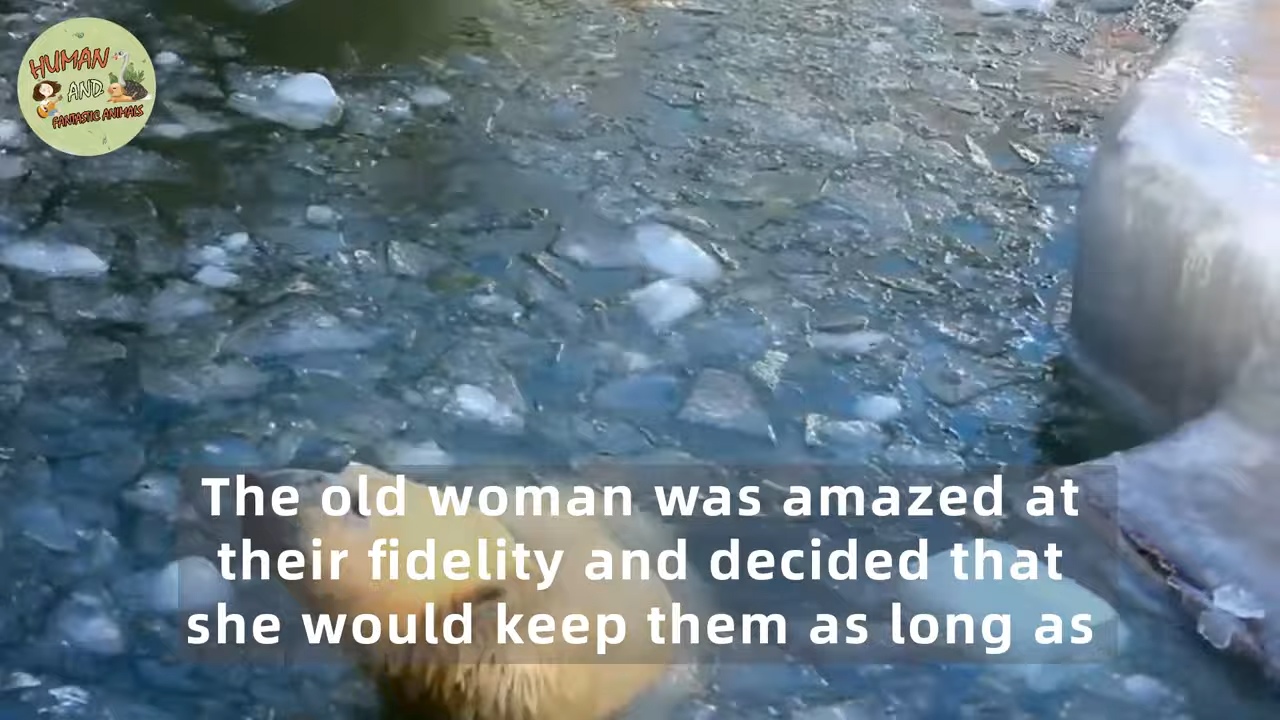 HUMAN
AND
FANTASTIC ANIMALS
The old woman was amazed at
their fidelity and decided that
she would keep them as long as